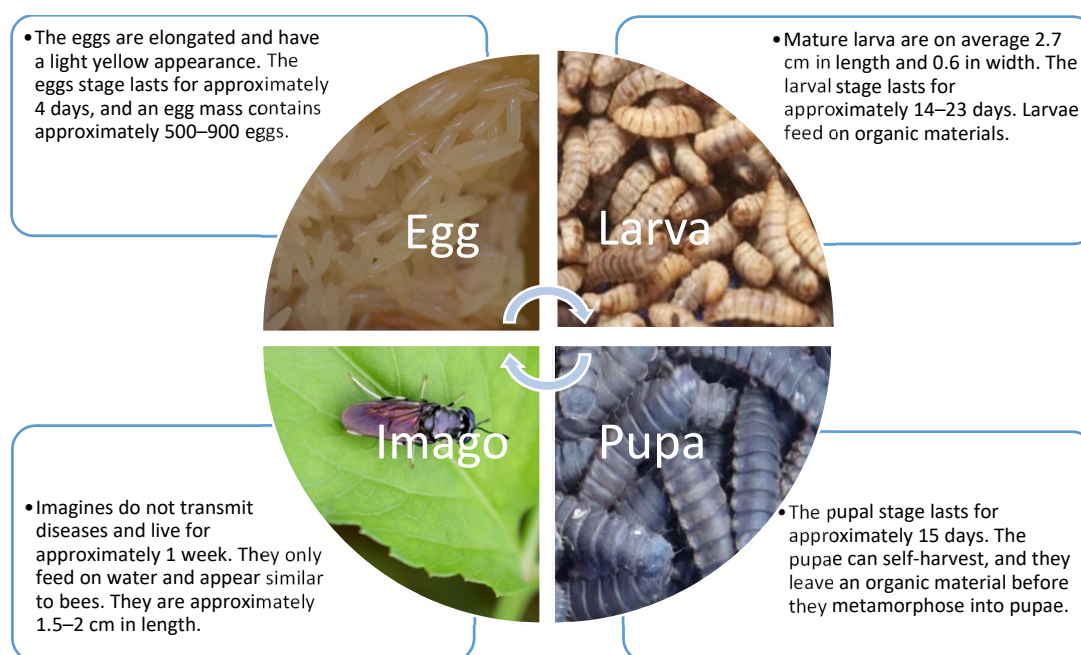 •The eggs are elongated and have
a light yellow appearance. The
eggs stage lasts for approximately
4 days, and an egg mass contains
approximately 500–900 eggs.
•Mature larva are on average 2.7
cm in length and 0.6 in width. The
larval stage lasts for
approximately 14–23 days. Larvae
feed on organic materials.
Egg
Larva
Imago
Pupa
•Imagines do not transmit
diseases and live for
approximately 1 week. They only
feed on water and appear similar
to bees. They are approximately
1.5–2 cm in length.
•The pupal stage lasts for
approximately 15 days. The
pupae can self-harvest, and they
leave an organic material before
they metamorphose into pupae.